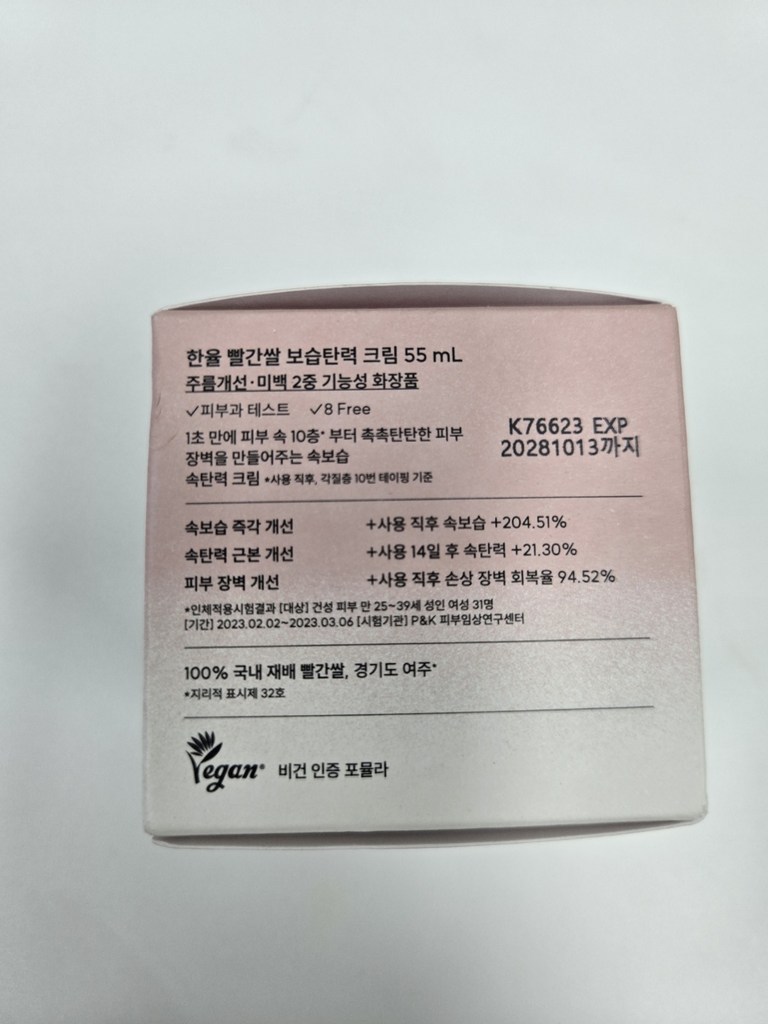 한율 빨간쌀 보습탄력 크림 55 mL
주름개선·미백 2중 기능성 화장품
✓피부과 테스트 ✓8 Free
1초 만에 피부 속 10층* 부터 촉촉탄탄한 피부
장벽을 만들어주는 속보습
속탄력 크림 *사용 직후, 각질층 10번 테이핑 기준
K76623 EXP
20281013까지
속보습 즉각 개선 +사용 직후 속보습 +204.51%
속탄력 근본 개선 +사용 14일 후 속탄력 +21.30%
피부 장벽 개선 +사용 직후 손상 장벽 회복율 94.52%
*인체적용시험결과 [대상] 건성 피부 만 25~39세 성인 여성 31명
[기간] 2023.02.02~2023.03.06 [시험기관] P&K 피부임상연구센터
100% 국내 재배 빨간쌀, 경기도 여주*
*지리적 표시제 32호
Vegan® 비건 인증 포뮬라